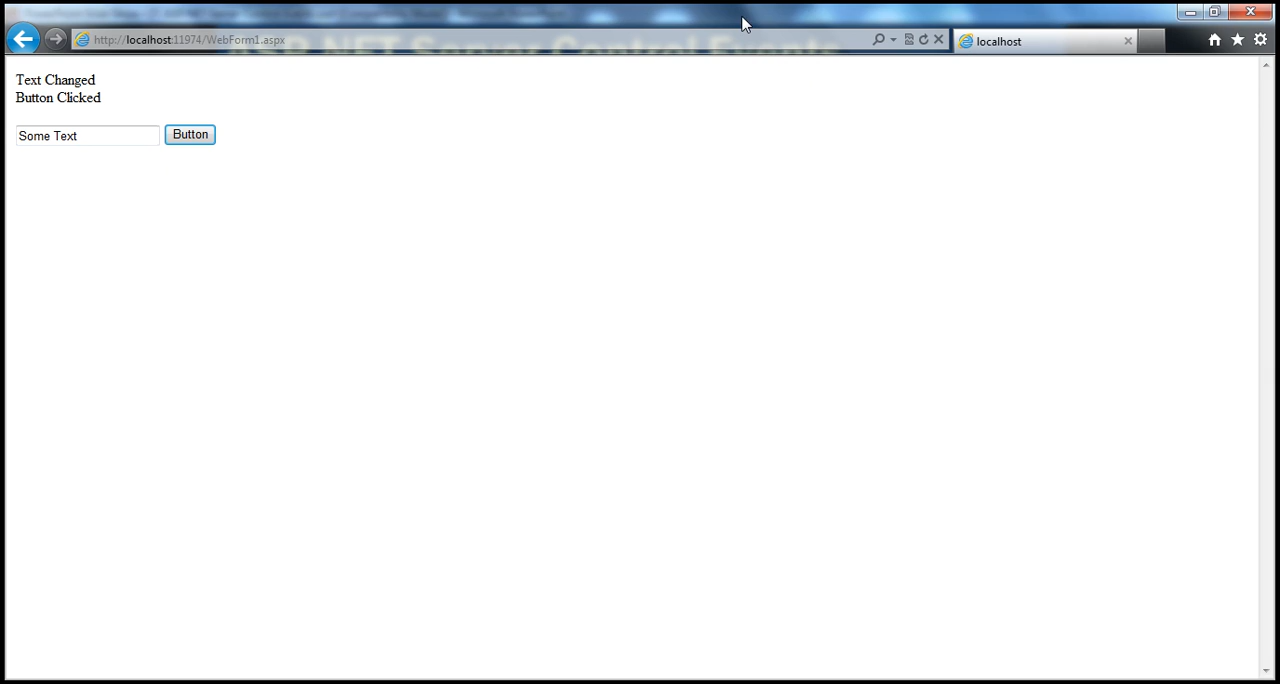 http://localhost:11974/WebForm1.aspx
localhost
Text Changed
Button Clicked
Some Text
Button